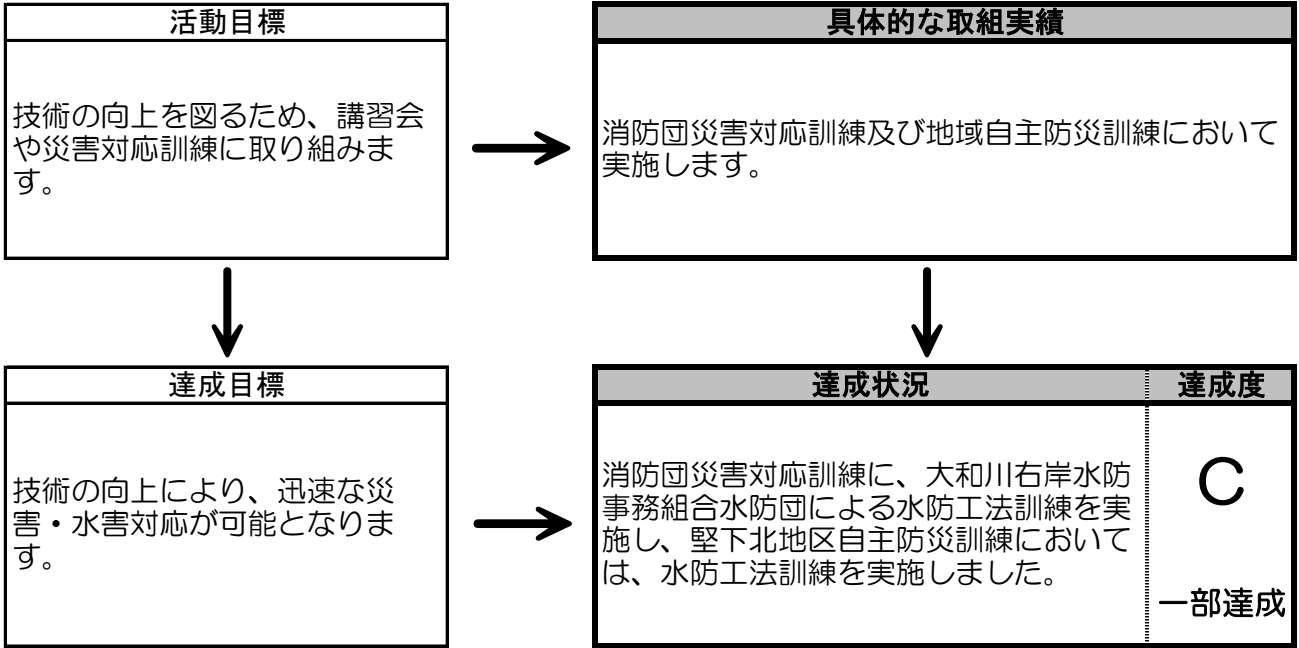 活動目標
技術の向上を図るため、講習会
や災害対応訓練に取り組みま
す。
具体的な取組実績
消防団災害対応訓練及び地域自主防災訓練において
実施します。
達成目標
技術の向上により、迅速な災
害・水害対応が可能となりま
す。
達成状況
消防団災害対応訓練に、大和川右岸水防
事務組合水防団による水防工法訓練を実
施し、堅下北地区自主防災訓練において
は、水防工法訓練を実施しました。
達成度
C
一部達成